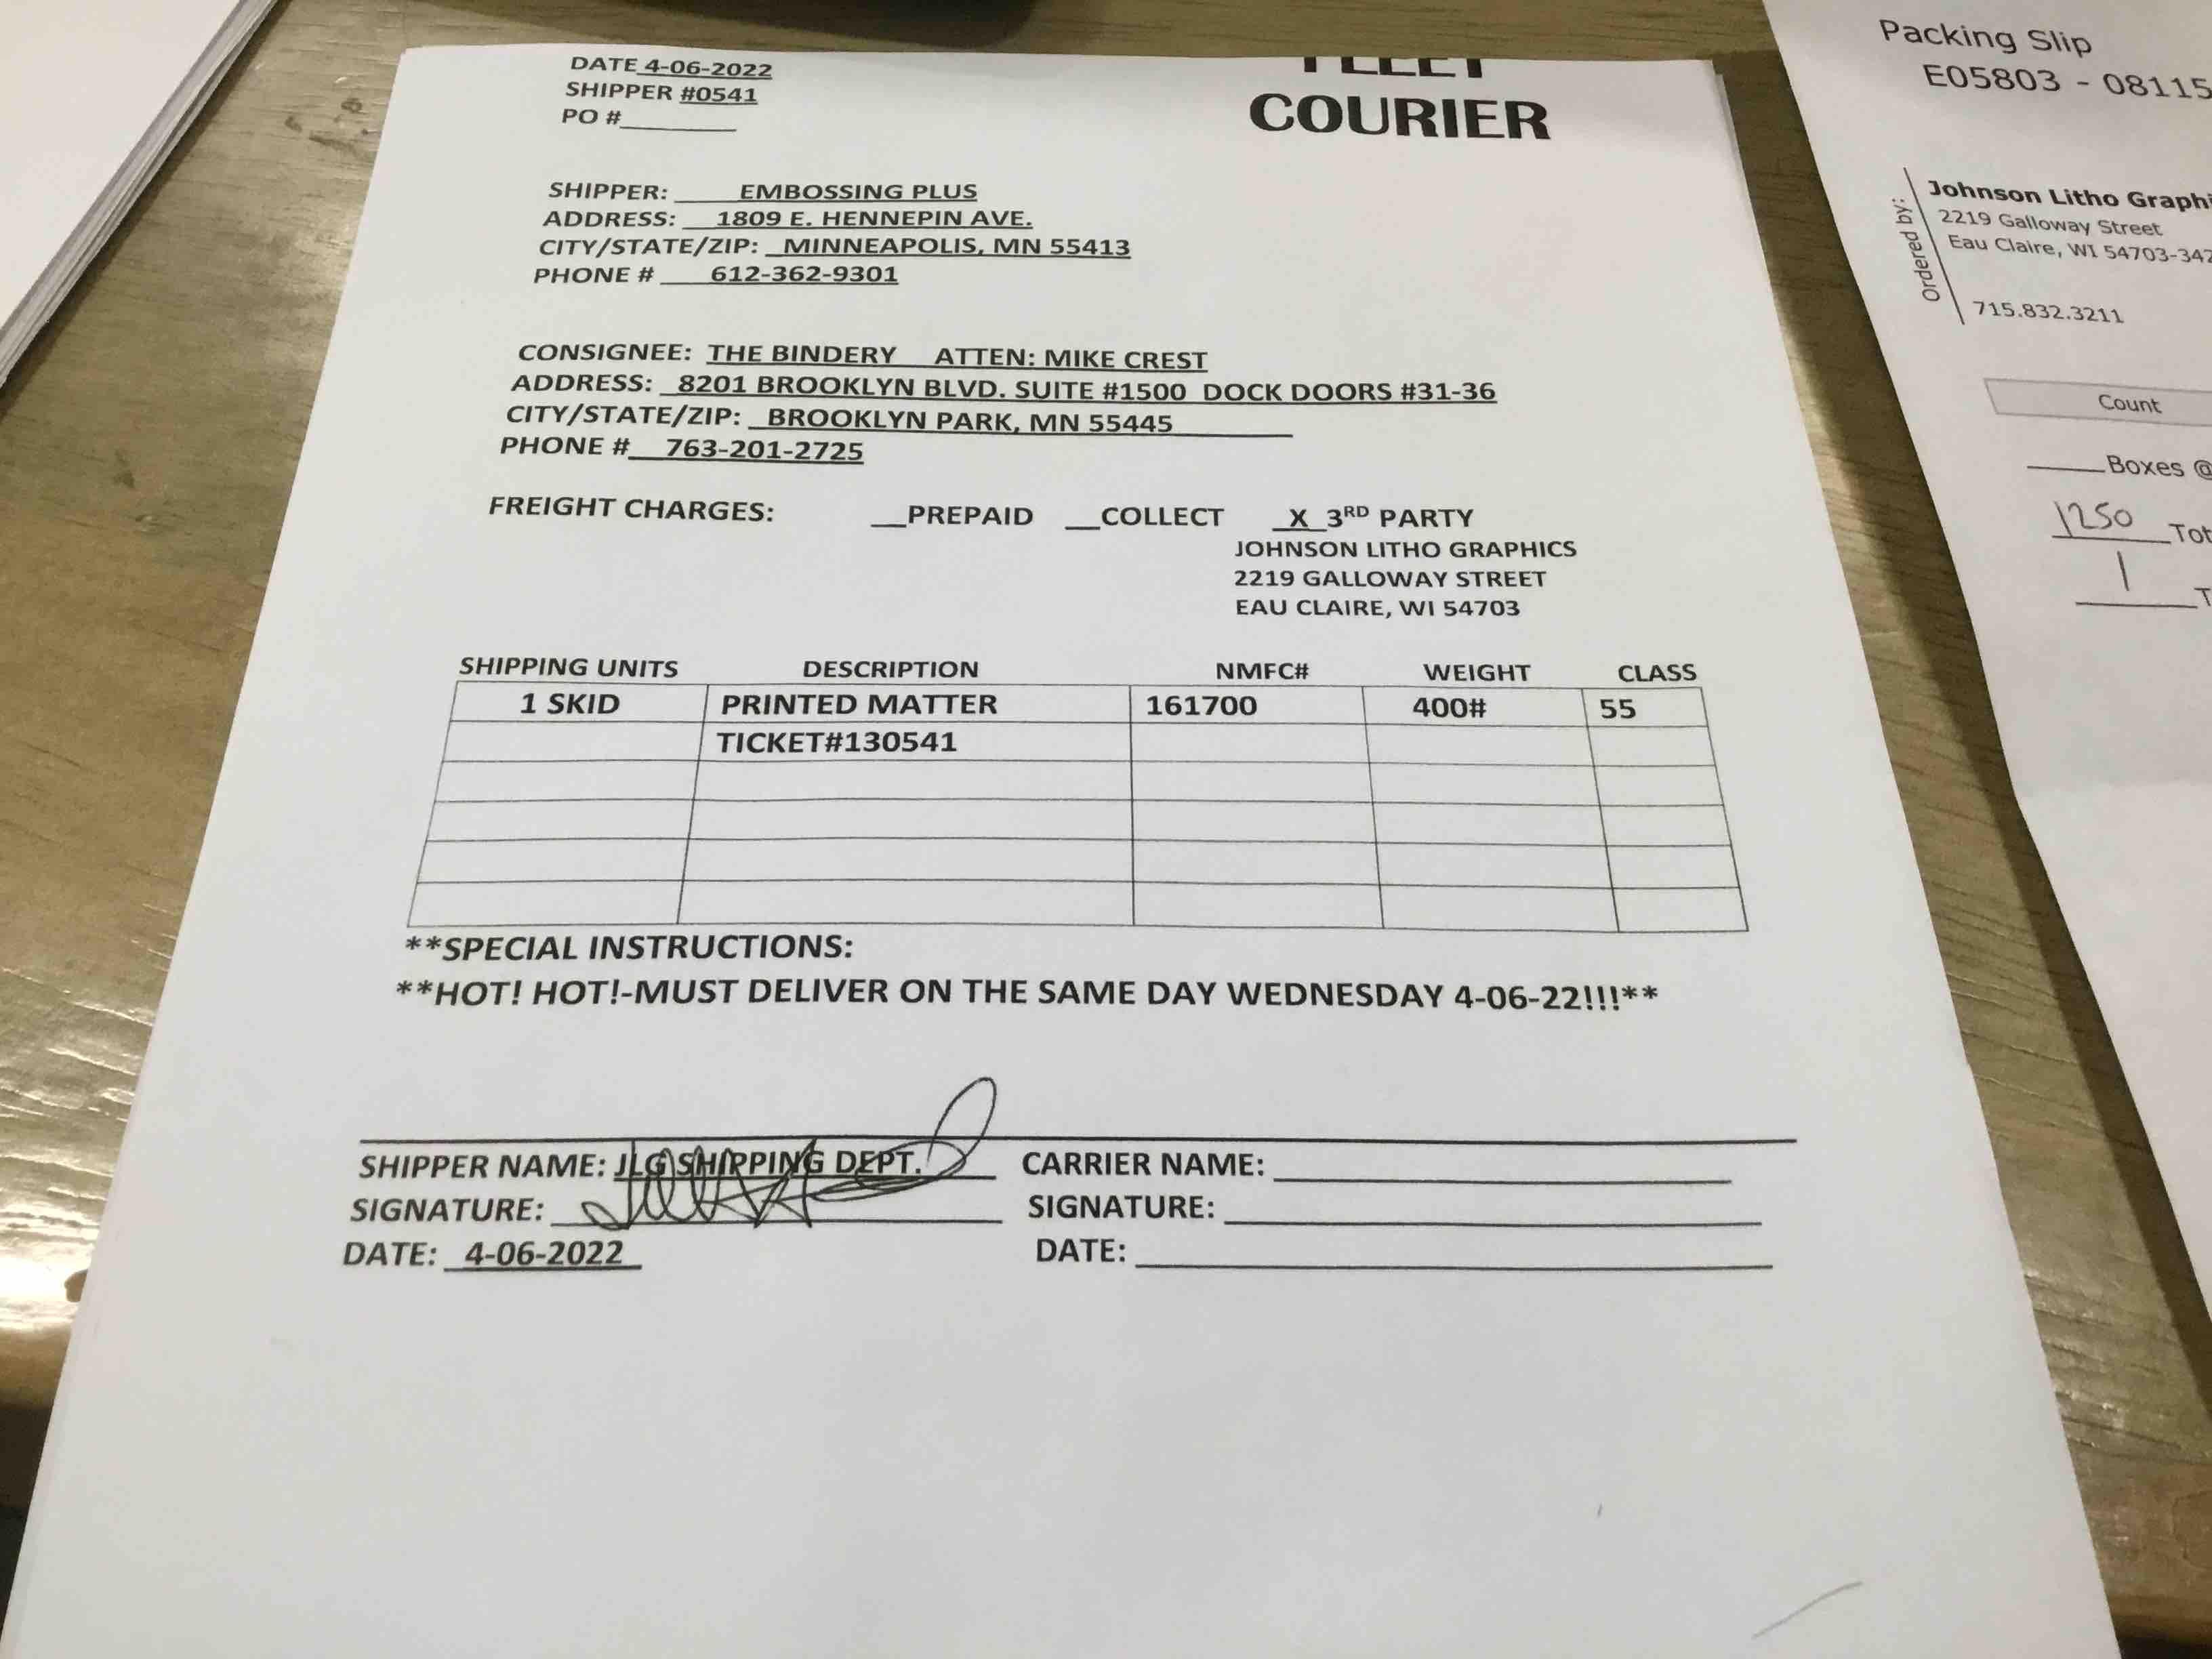 DATE 4-06-2022
SHIPPER #0541
PO #
FLEET
COURIER
SHIPPER: EMBOSSING PLUS
ADDRESS: 1809 E. HENNEPIN AVE.
CITY/STATE/ZIP: MINNEAPOLIS, MN 55413
PHONE # 612-362-9301
CONSIGNEE: THE BINDERY ATTEN: MIKE CREST
ADDRESS: 8201 BROOKLYN BLVD. SUITE #1500 DOCK DOORS #31-36
CITY/STATE/ZIP: BROOKLYN PARK, MN 55445
PHONE # 763-201-2725
FREIGHT CHARGES: __PREPAID __COLLECT _X_3RD PARTY
JOHNSON LITHO GRAPHICS
2219 GALLOWAY STREET
EAU CLAIRE, WI 54703
SHIPPING UNITS DESCRIPTION NMFC# WEIGHT CLASS
1 SKID PRINTED MATTER 161700 400# 55
TICKET#130541
**SPECIAL INSTRUCTIONS:
**HOT! HOT!-MUST DELIVER ON THE SAME DAY WEDNESDAY 4-06-22!!!**
SHIPPER NAME: JLG SHIPPING DEPT. CARRIER NAME:
SIGNATURE: SIGNATURE:
DATE: 4-06-2022 DATE:
Packing Slip
E05803 - 08115
Ordered by:
Johnson Litho Graphi
2219 Galloway Street
Eau Claire, WI 54703-342
715.832.3211
Count
Boxes @
1250 Tot
1 T